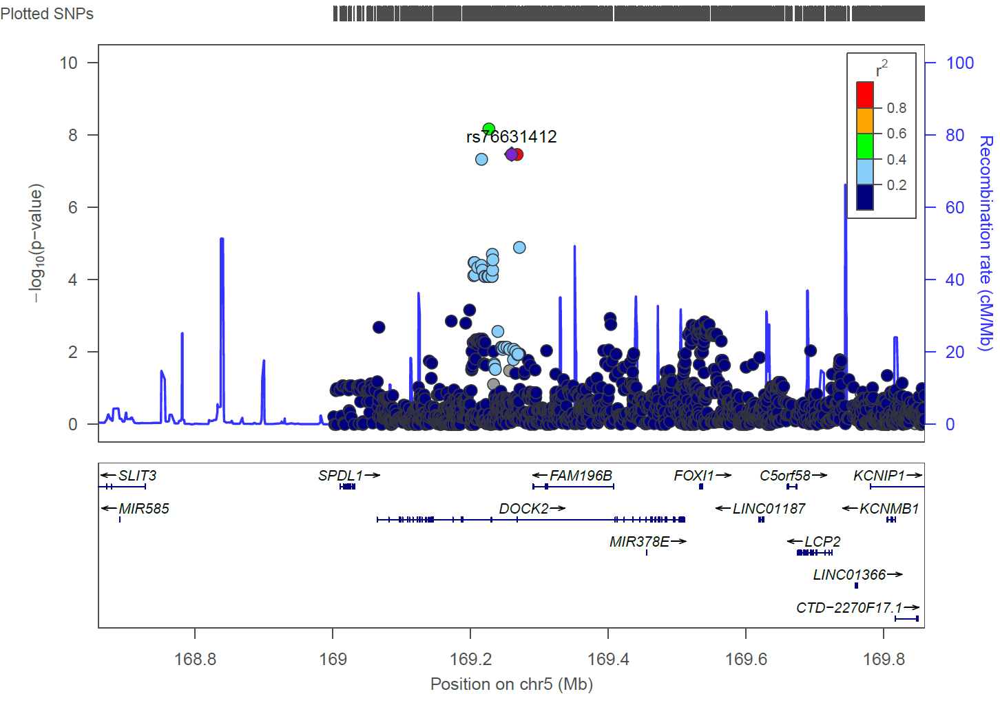 Plotted SNPs
10
8
6
4
2
0
−log10(p−value)
100
80
60
40
20
0
Recombination rate (cM/Mb)
r2
0.8
0.6
0.4
0.2
rs76631412
SLIT3
SPDL1
FAM196B
FOXI1
C5orf58
KCNIP1
MIR585
DOCK2
LINC01187
KCNMB1
MIR378E
LCP2
LINC01366
CTD−2270F17.1
168.8 169 169.2 169.4 169.6 169.8
Position on chr5 (Mb)